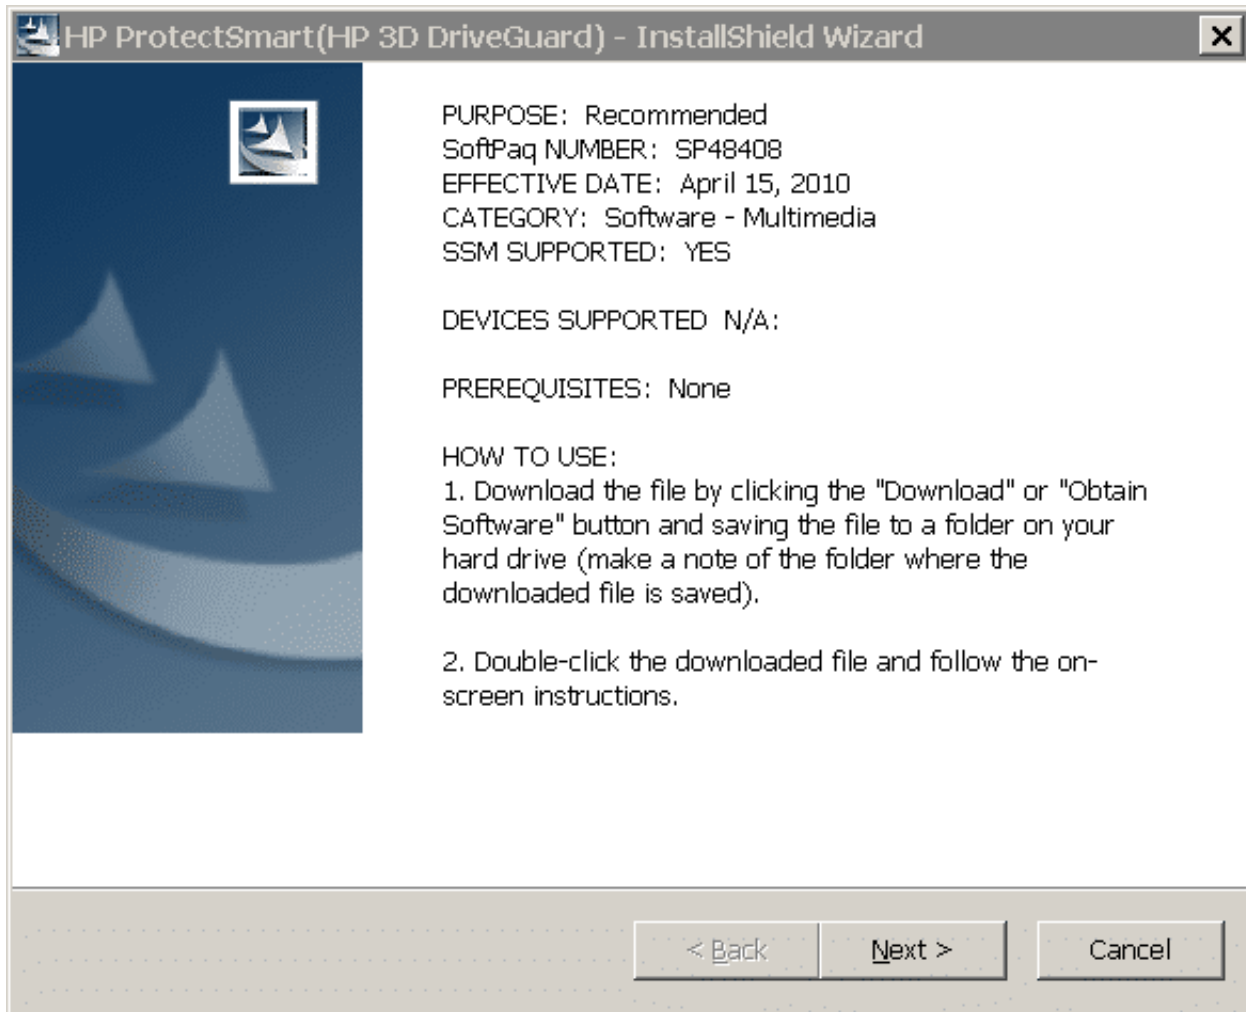 HP ProtectSmart(HP 3D DriveGuard) - InstallShield Wizard
PURPOSE: Recommended
SoftPaq NUMBER: SP48408
EFFECTIVE DATE: April 15, 2010
CATEGORY: Software - Multimedia
SSM SUPPORTED: YES
DEVICES SUPPORTED N/A:
PREREQUISITES: None
HOW TO USE:
1. Download the file by clicking the "Download" or "Obtain
Software" button and saving the file to a folder on your
hard drive (make a note of the folder where the
downloaded file is saved).
2. Double-click the downloaded file and follow the on-
screen instructions.
< Back Next > Cancel